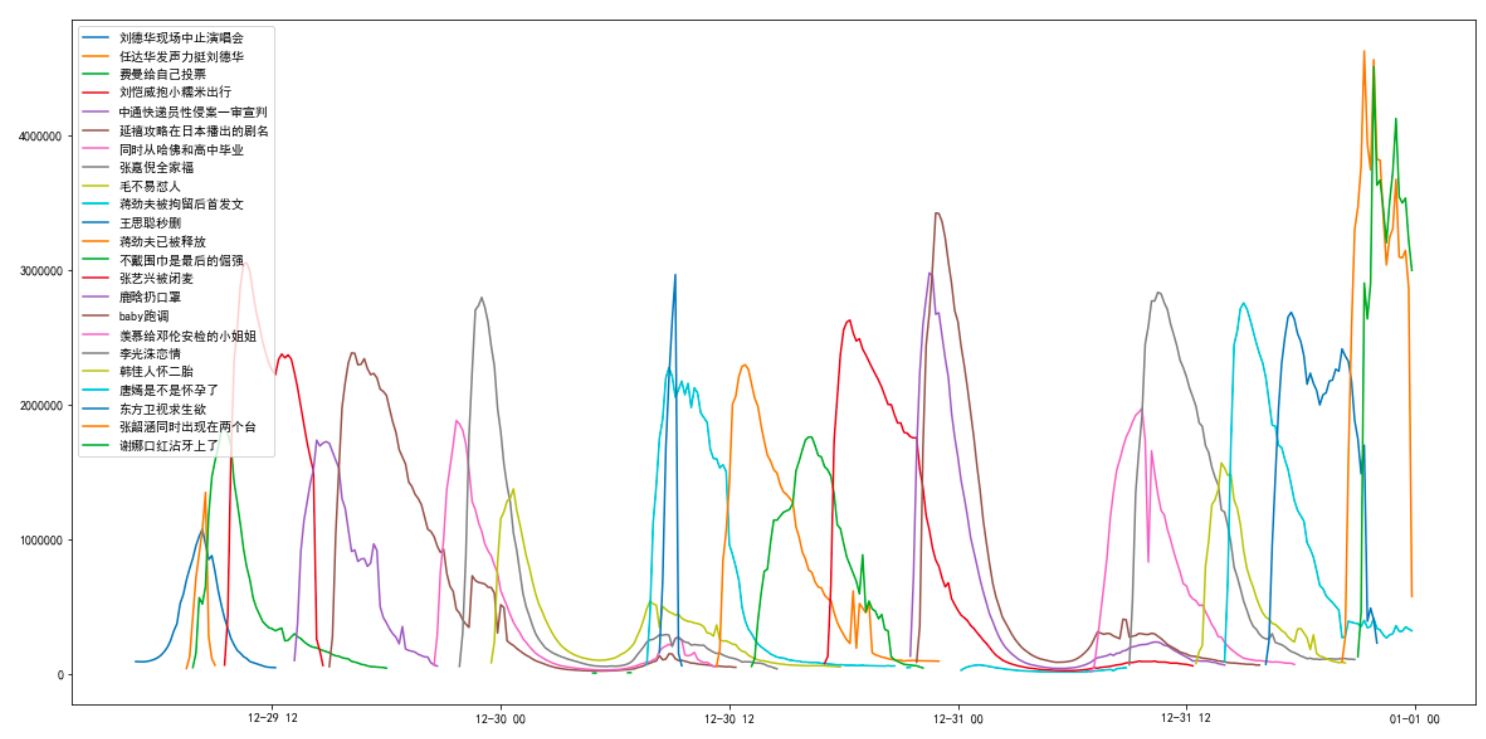 刘德华现场中止演唱会
任达华发声力挺刘德华
费曼给自己投票
刘恺威抱小糯米出行
中通快递员性侵案一审宣判
延禧攻略在日本播出的剧名
同时从哈佛和高中毕业
张嘉倪全家福
毛不易怼人
蒋劲夫被拘留后首发文
王思聪秒删
蒋劲夫已被释放
不戴围巾是最后的倔强
张艺兴被闭麦
鹿晗扔口罩
baby跑调
羡慕给邓伦安检的小姐姐
李光洙恋情
韩佳人怀二胎
唐嫣是不是怀孕了
东方卫视求生欲
张韶涵同时出现在两个台
谢娜口红沾牙上了
4000000
3000000
2000000
1000000
0
12-29 12
12-30 00
12-30 12
12-31 00
12-31 12
01-01 00